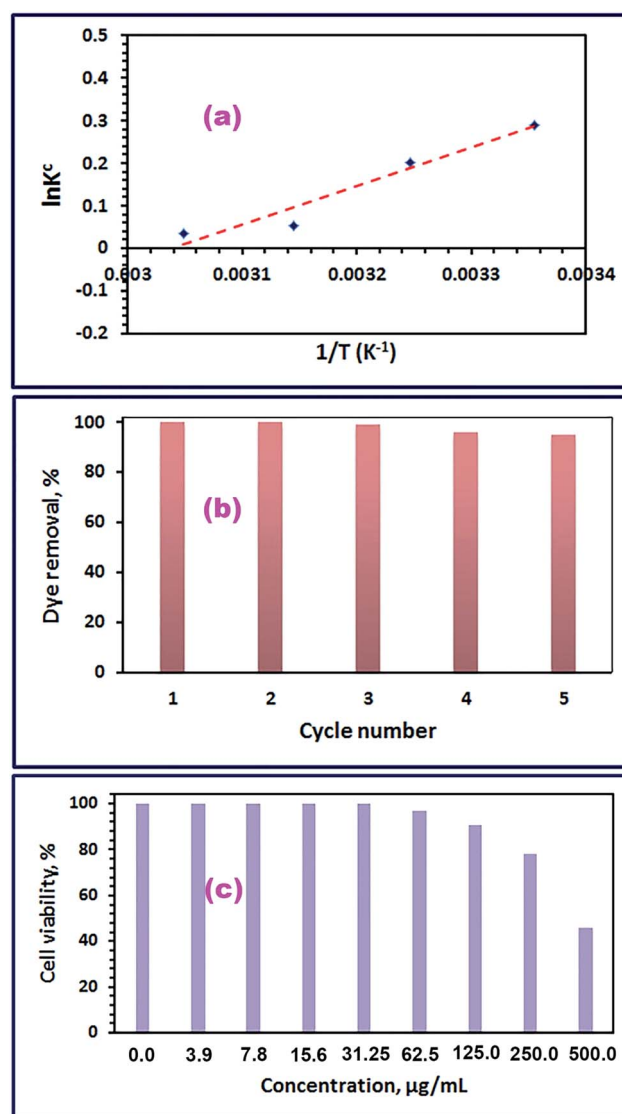 0.5
0.4
(a)
0.3
lnKᶜ
0.2
0.1
0
0.003 0.0031 0.0032 0.0033 0.0034
-0.1
-0.2
1/T (K⁻¹)
100
80
(b)
60
Dye removal, %
40
20
0
1 2 3 4 5
Cycle number
100
80
(c)
60
Cell viability, %
40
20
0
0.0 3.9 7.8 15.6 31.25 62.5 125.0 250.0 500.0
Concentration, µg/mL